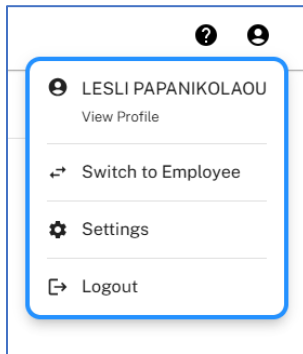 LESLI PAPANIKOLAOU
View Profile
Switch to Employee
Settings
Logout